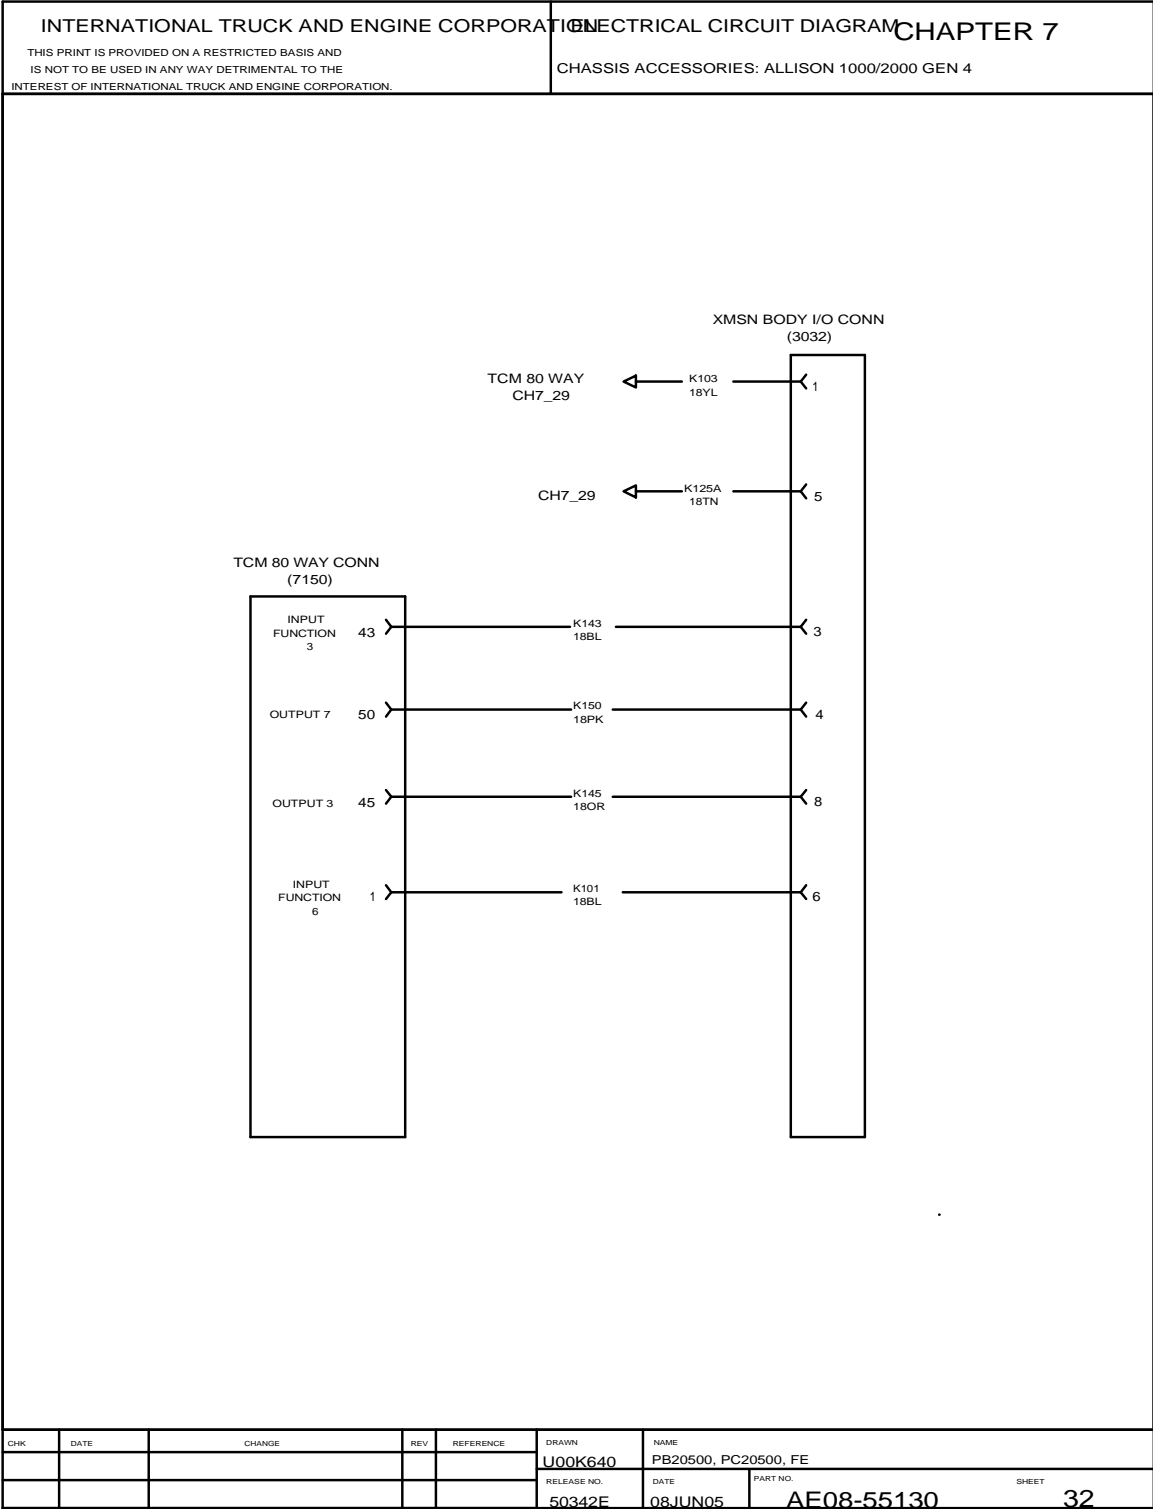 INTERNATIONAL TRUCK AND ENGINE CORPORATION
THIS PRINT IS PROVIDED ON A RESTRICTED BASIS AND
IS NOT TO BE USED IN ANY WAY DETRIMENTAL TO THE
INTEREST OF INTERNATIONAL TRUCK AND ENGINE CORPORATION.
ELECTRICAL CIRCUIT DIAGRAM
CHAPTER 7
CHASSIS ACCESSORIES: ALLISON 1000/2000 GEN 4
XMSN BODY I/O CONN
(3032)
TCM 80 WAY
CH7_29
K103
18YL
1
CH7_29
K125A
18TN
5
TCM 80 WAY CONN
(7150)
INPUT
FUNCTION
3
43
K143
18BL
3
OUTPUT 7
50
K150
18PK
4
OUTPUT 3
45
K145
18OR
8
INPUT
FUNCTION
6
1
K101
18BL
6
CHK
DATE
CHANGE
REV
REFERENCE
DRAWN
U00K640
NAME
PB20500, PC20500, FE
RELEASE NO.
50342E
DATE
08JUN05
PART NO.
AE08-55130
SHEET
32